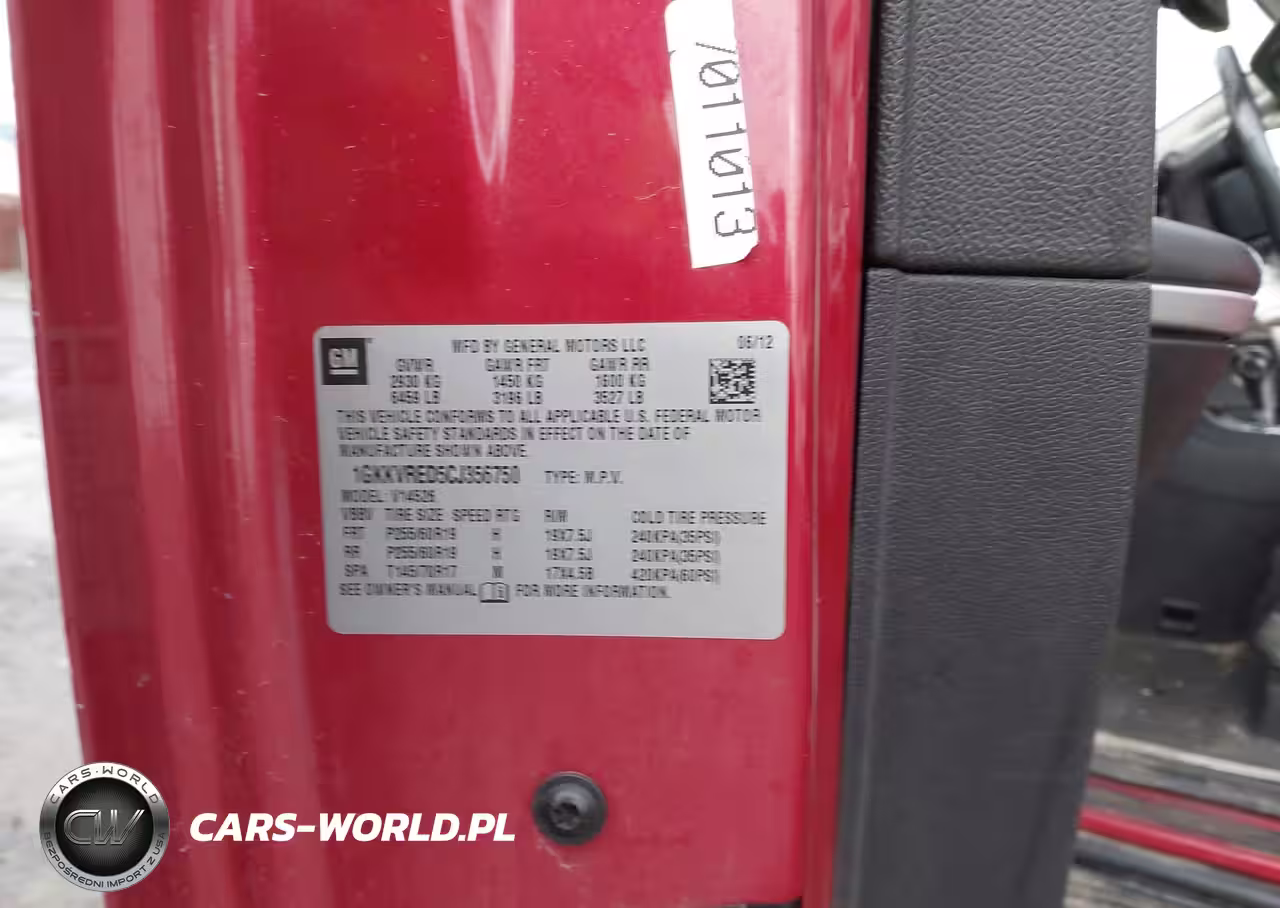 7011013
GM
MFD BY GENERAL MOTORS LLC 06/12
GVWR GAWR FRT GAWR RR
2930 KG 1450 KG 1600 KG
6459 LB 3196 LB 3527 LB
THIS VEHICLE CONFORMS TO ALL APPLICABLE U.S. FEDERAL MOTOR
VEHICLE SAFETY STANDARDS IN EFFECT ON THE DATE OF
MANUFACTURE SHOWN ABOVE.
1GKKVRED5CJ356750 TYPE: M.P.V.
MODEL: V14526
VBBV TIRE SIZE SPEED RTG RIM COLD TIRE PRESSURE
FRT P255/60R19 H 19X7.5J 240KPA(35PSI)
RR P255/60R19 H 19X7.5J 240KPA(35PSI)
SPA T145/70R17 M 17X4.5B 420KPA(60PSI)
SEE OWNER'S MANUAL FOR MORE INFORMATION.
CARS-WORLD
CW
BEZPOŚREDNI IMPORT Z USA
CARS-WORLD.PL